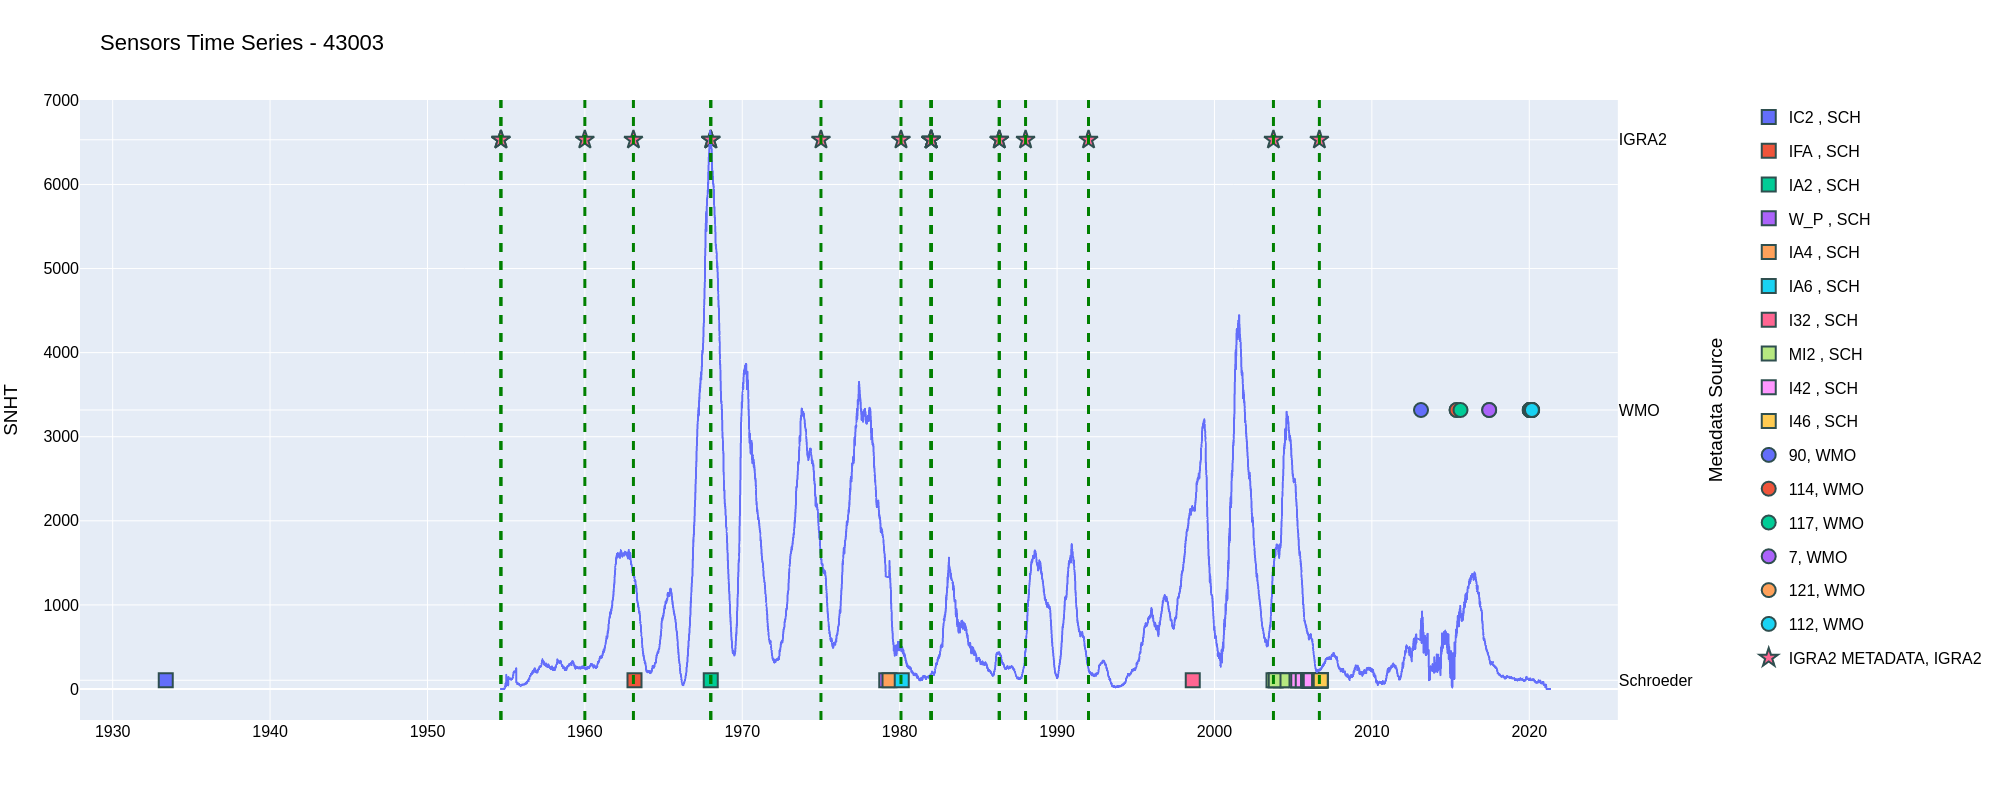 Sensors Time Series - 43003
SNHT
7000
6000
5000
4000
3000
2000
1000
0
1930
1940
1950
1960
1970
1980
1990
2000
2010
2020
IGRA2
WMO
Schroeder
Metadata Source
IC2 , SCH
IFA , SCH
IA2 , SCH
W_P , SCH
IA4 , SCH
IA6 , SCH
I32 , SCH
MI2 , SCH
I42 , SCH
I46 , SCH
90, WMO
114, WMO
117, WMO
7, WMO
121, WMO
112, WMO
IGRA2 METADATA, IGRA2